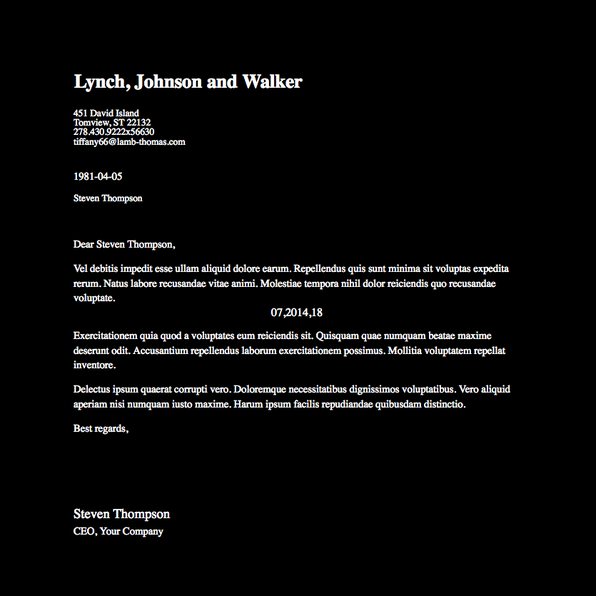 Lynch, Johnson and Walker
451 David Island
Tomview, ST 22132
278.430.9222x56630
tiffany66@lamb-thomas.com
1981-04-05
Steven Thompson
Dear Steven Thompson,
Vel debitis impedit esse ullam aliquid dolore earum. Repellendus quis sunt minima sit voluptas expedita
rerum. Natus labore recusandae vitae animi. Molestiae tempora nihil dolor reiciendis quo recusandae
voluptate.
07,2014,18
Exercitationem quia quod a voluptates eum reiciendis sit. Quisquam quae numquam beatae maxime
deserunt odit. Accusantium repellendus laborum exercitationem possimus. Mollitia voluptatem repellat
inventore.
Delectus ipsum quaerat corrupti vero. Doloremque necessitatibus dignissimos voluptatibus. Vero aliquid
aperiam nisi numquam iusto maxime. Harum ipsum facilis repudiandae quibusdam distinctio.
Best regards,
Steven Thompson
CEO, Your Company